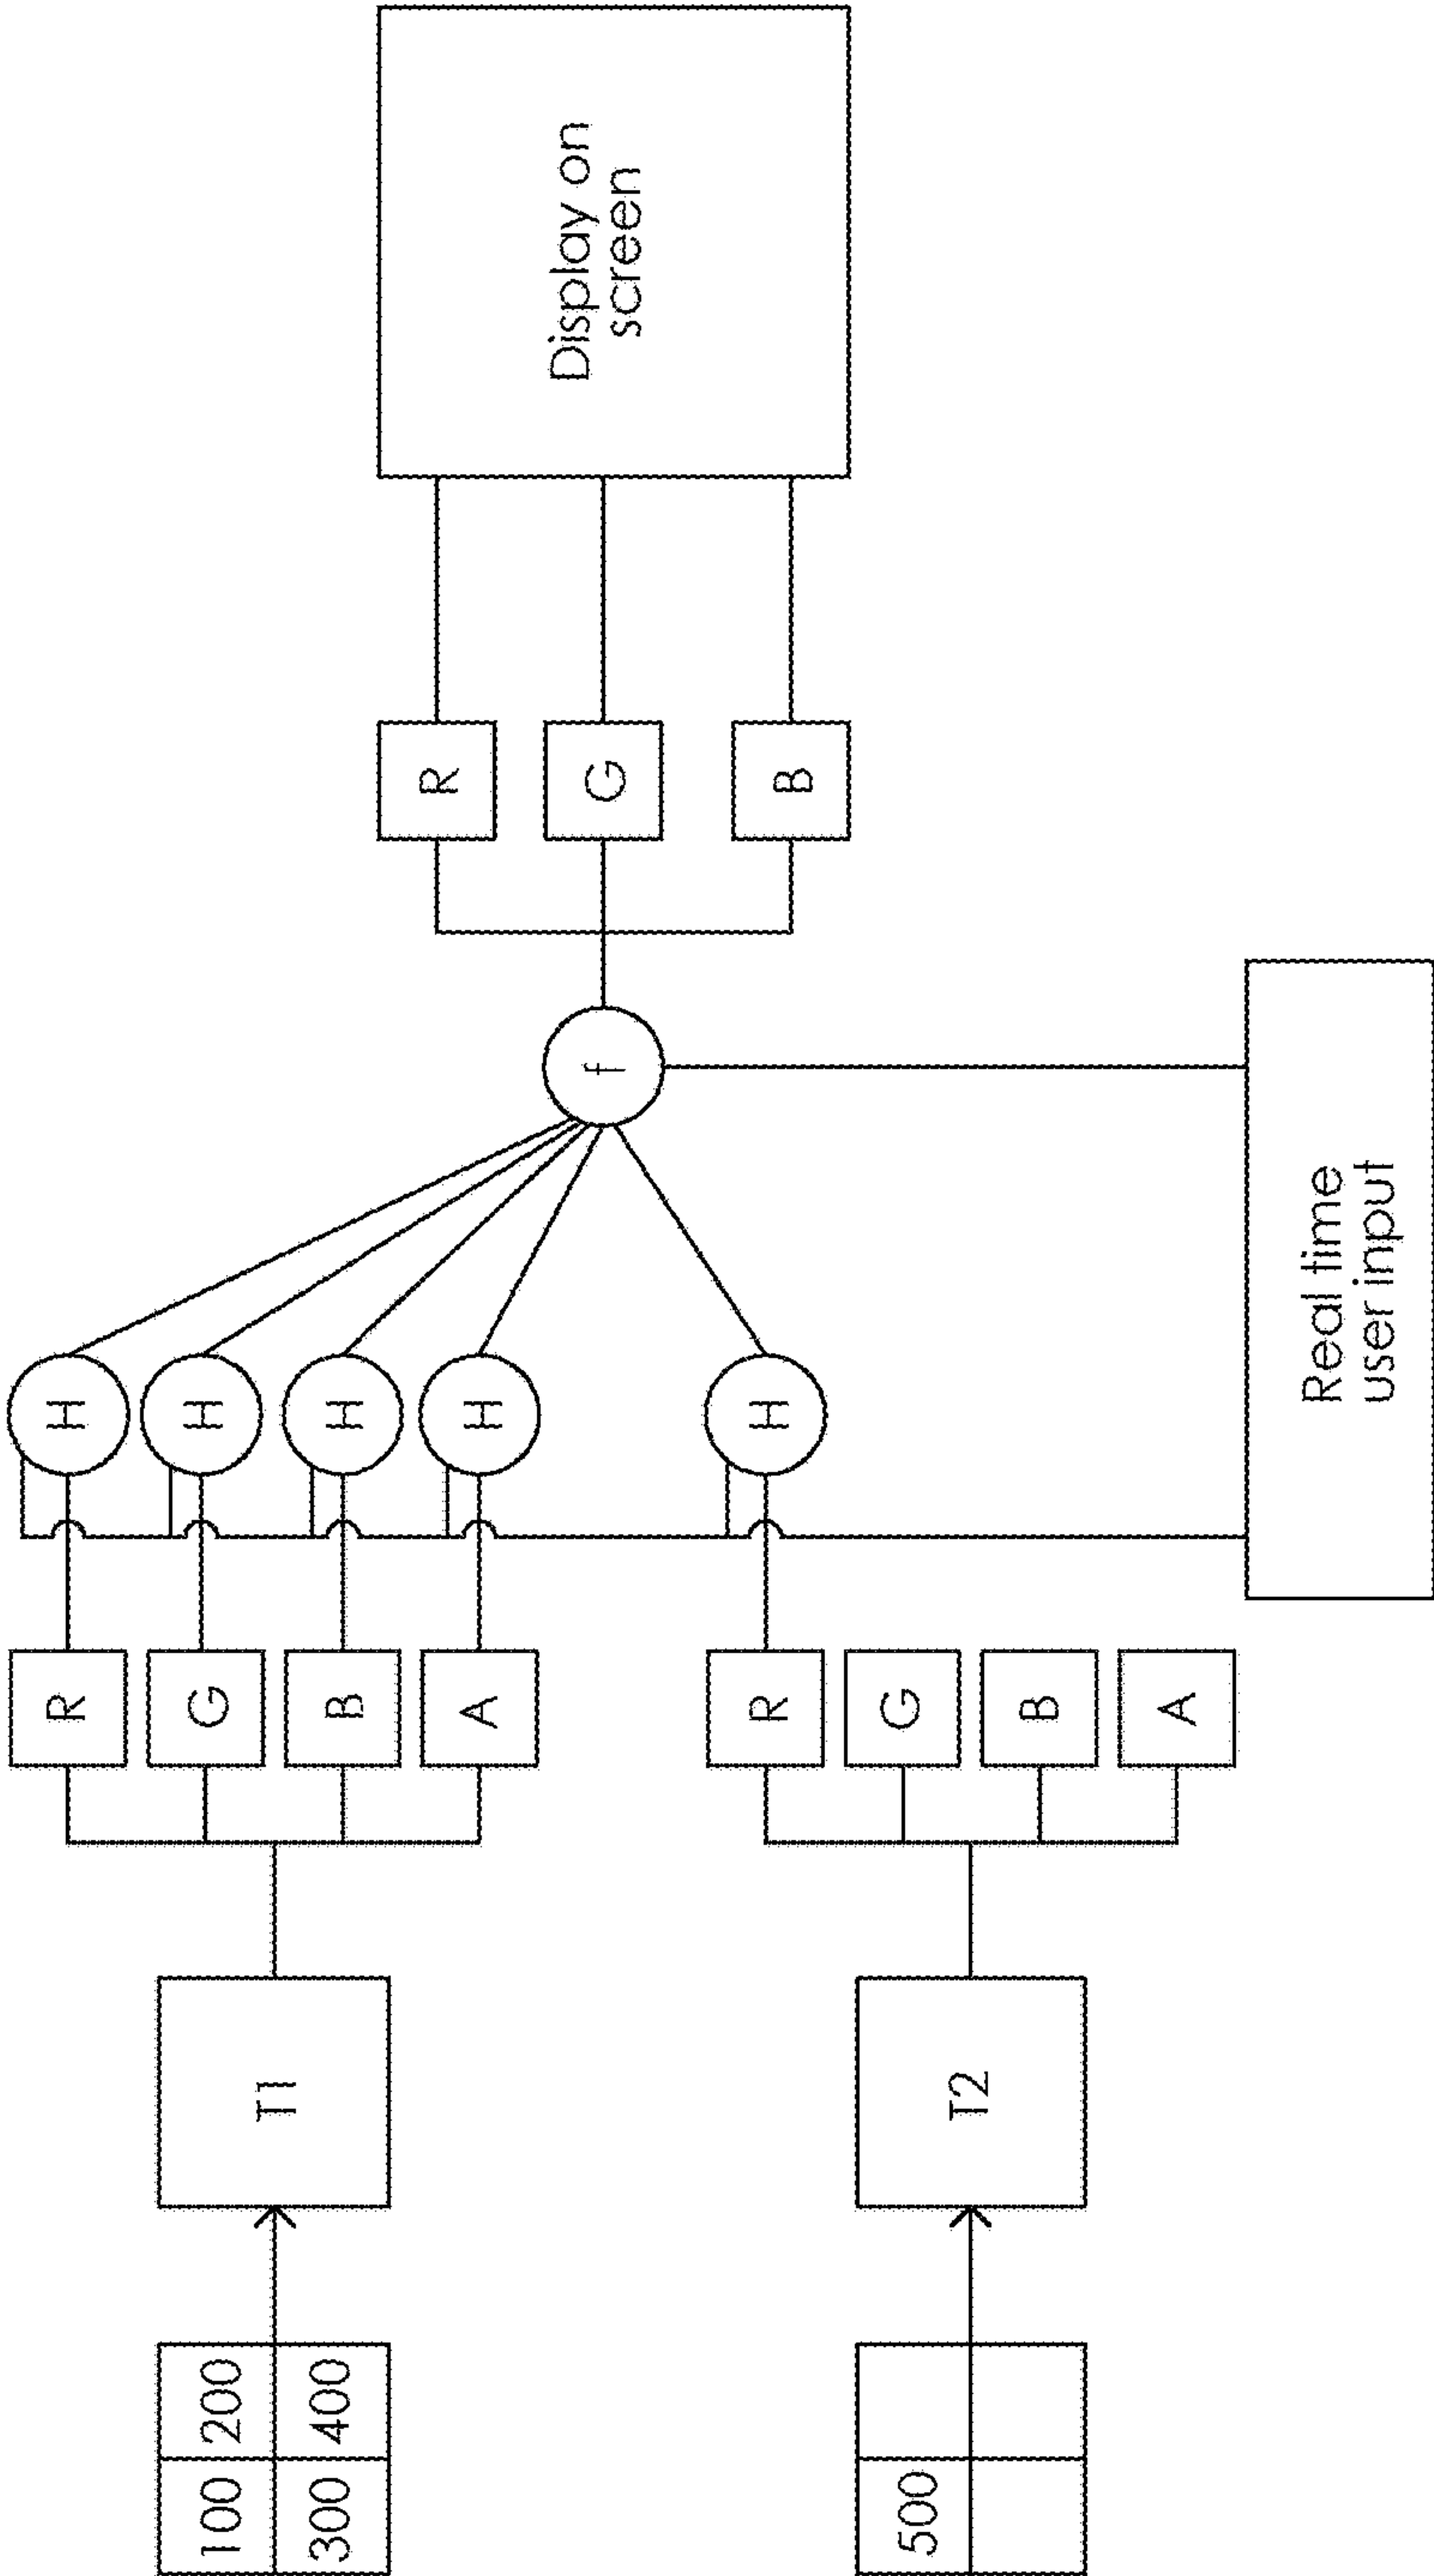 100 200
300 400
T1
R
G
B
A
H
H
H
H
500
T2
R
G
B
A
H
f
Real time
user input
R
G
B
Display on
screen